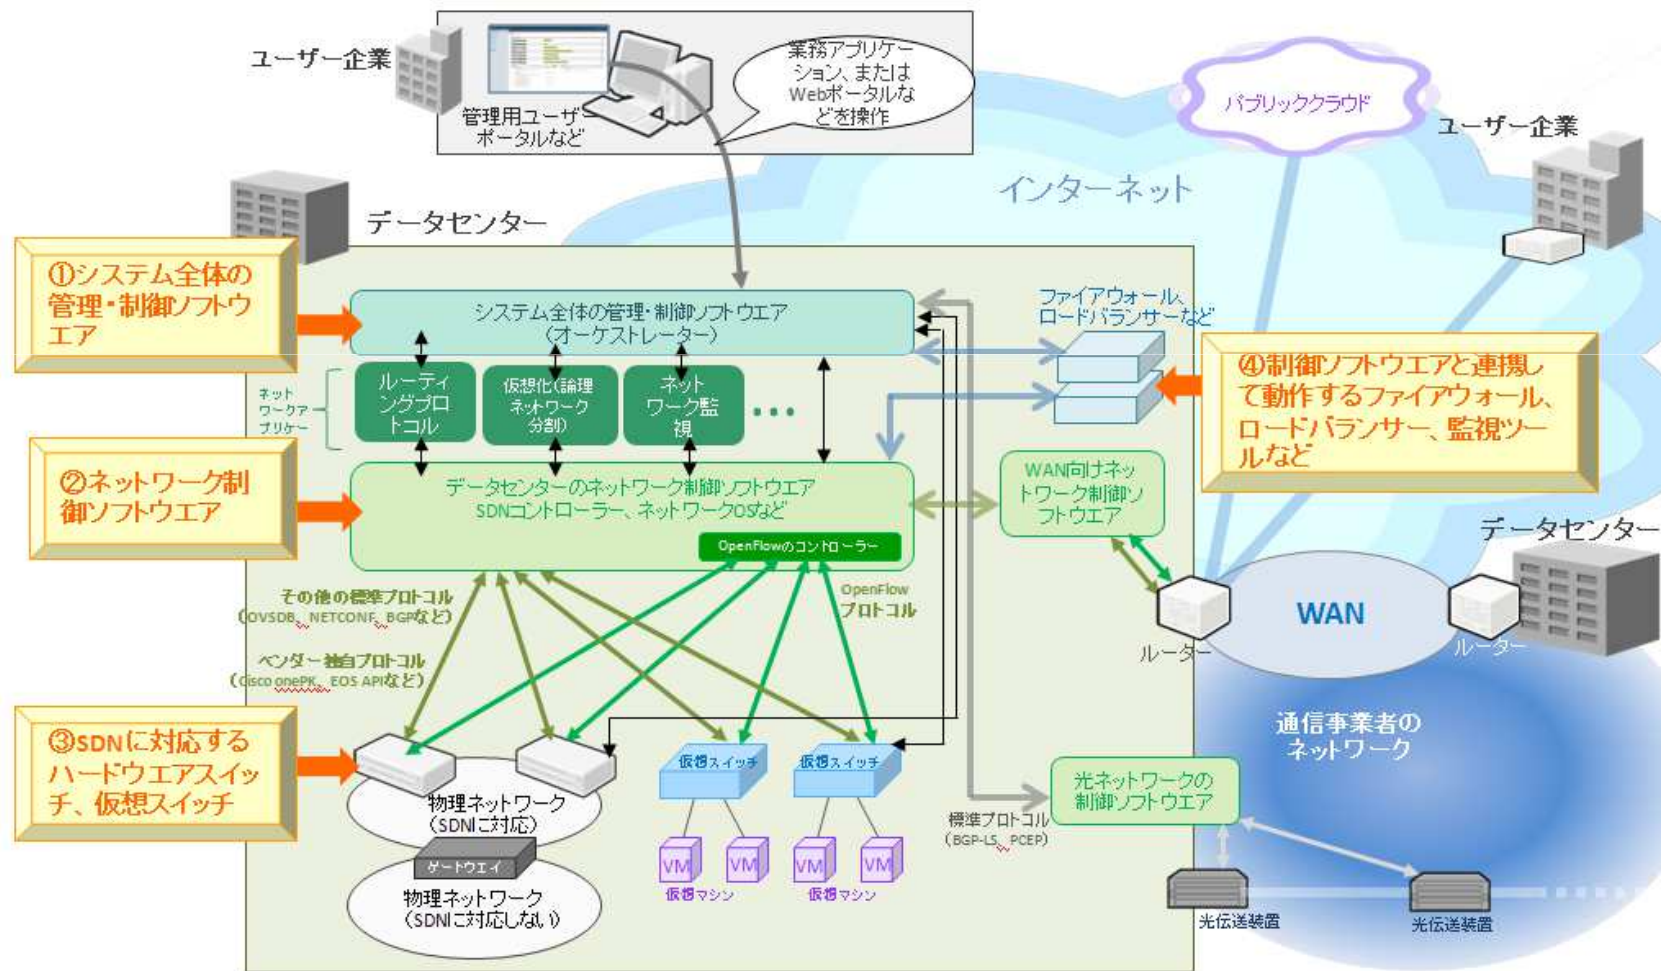 ユーザー企業
管理用ユーザー
ポータルなど
業務アプリケー
ション、または
Webポータルな
どを操作
パブリッククラウド
ユーザー企業
インターネット
データセンター
①システム全体の
管理・制御ソフトウ
エア
システム全体の管理・制御ソフトウエア
（オーケストレーター）
ファイアウォール、
ロードバランサーなど
④制御ソフトウエアと連携し
て動作するファイアウォール、
ロードバランサー、監視ツー
ルなど
ネット
ワークア
プリケー
ルーティ
ングプロ
トコル
仮想化（論理
ネットワーク
分割）
ネット
ワーク監
視
・・・
②ネットワーク制
御ソフトウエア
データセンターのネットワーク制御ソフトウエア
SDNコントローラー、ネットワークOSなど
OpenFlowのコントローラー
WAN向けネッ
トワーク制御ソ
フトウエア
データセンター
その他の標準プロトコル
（OVSDB、NETCONF、BGPなど）
OpenFlow
プロトコル
WAN
ルーター
ルーター
ベンダー独自プロトコル
（cisco onePK、EOS APIなど）
③SDNに対応する
ハードウエアスイッ
チ、仮想スイッチ
通信事業者の
ネットワーク
仮想スイッチ
仮想スイッチ
光ネットワークの
制御ソフトウエア
物理ネットワーク
（SDNに対応）
標準プロトコル
（BGP-LS、PCEP）
ゲートウエイ
VM
VM
VM
VM
仮想マシン
仮想マシン
物理ネットワーク
（SDNに対応しない）
光伝送装置
光伝送装置